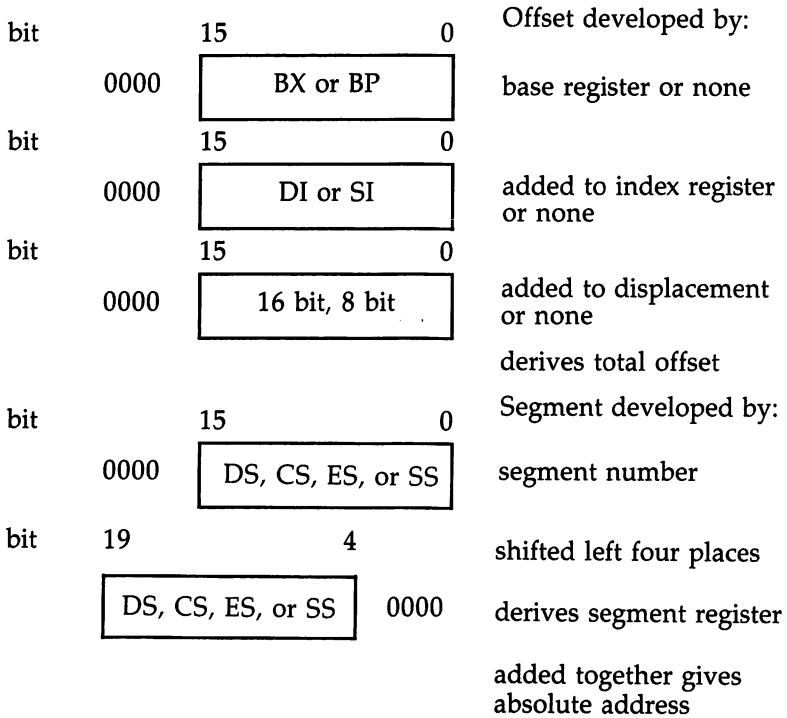 Offset developed by:
bit 15 0
0000 BX or BP base register or none
bit 15 0
0000 DI or SI added to index register
or none
bit 15 0
0000 16 bit, 8 bit added to displacement
or none
derives total offset
Segment developed by:
bit 15 0
0000 DS, CS, ES, or SS segment number
bit 19 4
shifted left four places
DS, CS, ES, or SS 0000 derives segment register
added together gives
absolute address